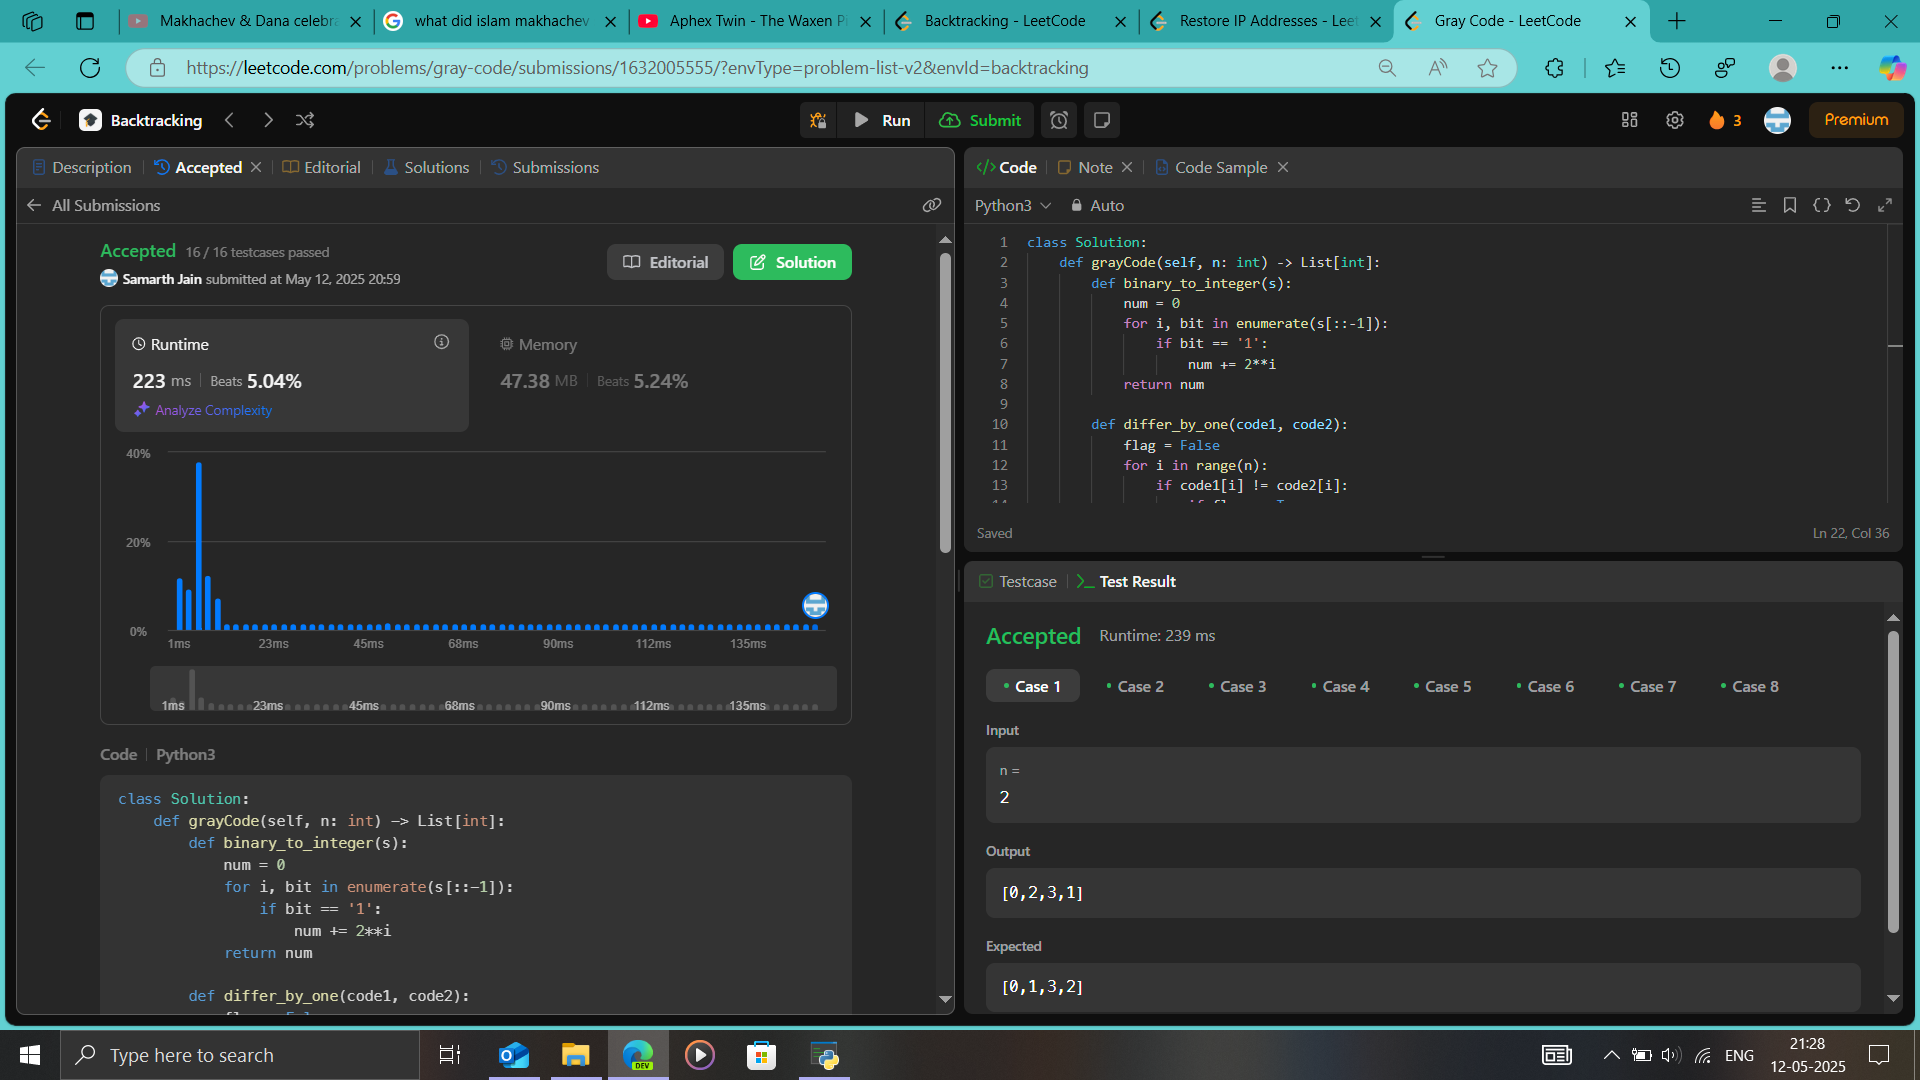 Makhachev & Dana celebra
what did islam makhachev
Aphex Twin - The Waxen Pi
Backtracking - LeetCode
Restore IP Addresses - Leet
Gray Code - LeetCode
https://leetcode.com/problems/gray-code/submissions/1632005555/?envType=problem-list-v2&envId=backtracking
Backtracking
Run
Submit
3
Premium
Description
Accepted
Editorial
Solutions
Submissions
All Submissions
Accepted 16 / 16 testcases passed
Samarth Jain submitted at May 12, 2025 20:59
Editorial
Solution
Runtime
223 ms Beats 5.04%
Analyze Complexity
Memory
47.38 MB Beats 5.24%
40%
20%
0%
1ms 23ms 45ms 68ms 90ms 112ms 135ms
1ms 23ms 45ms 68ms 90ms 112ms 135ms
Code Python3
class Solution:
def grayCode(self, n: int) -> List[int]:
def binary_to_integer(s):
num = 0
for i, bit in enumerate(s[::-1]):
if bit == '1':
num += 2**i
return num
def differ_by_one(code1, code2):
Code
Note
Code Sample
Python3
Auto
1 class Solution:
2 def grayCode(self, n: int) -> List[int]:
3 def binary_to_integer(s):
4 num = 0
5 for i, bit in enumerate(s[::-1]):
6 if bit == '1':
7 num += 2**i
8 return num
9
10 def differ_by_one(code1, code2):
11 flag = False
12 for i in range(n):
13 if code1[i] != code2[i]:
Saved
Ln 22, Col 36
Testcase
Test Result
Accepted Runtime: 239 ms
Case 1 Case 2 Case 3 Case 4 Case 5 Case 6 Case 7 Case 8
Input
n =
2
Output
[0,2,3,1]
Expected
[0,1,3,2]
Type here to search
DEV
ENG
21:28
12-05-2025